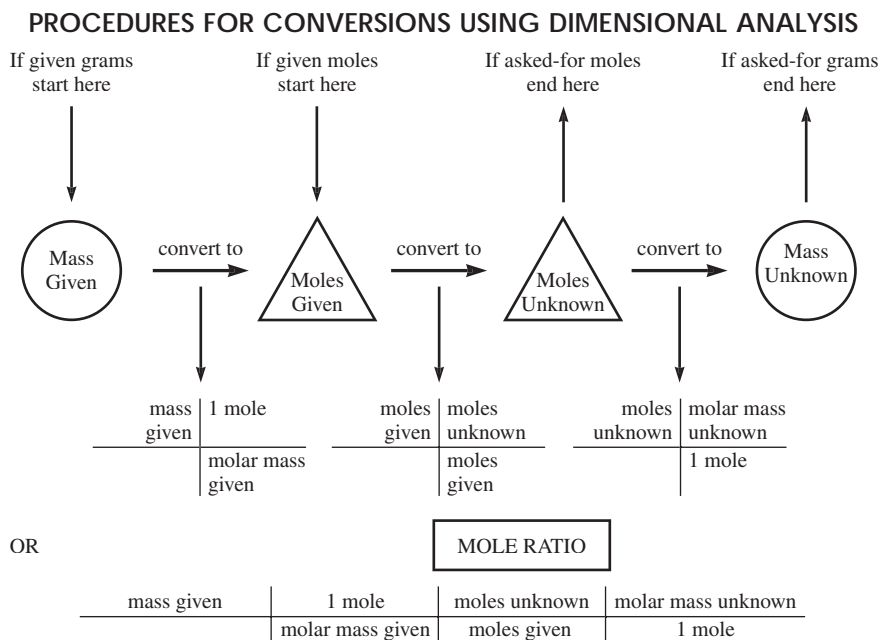 PROCEDURES FOR CONVERSIONS USING DIMENSIONAL ANALYSIS
If given grams
start here
If given moles
start here
If asked-for moles
end here
If asked-for grams
end here
Mass
Given
convert to
Moles
Given
convert to
Moles
Unknown
convert to
Mass
Unknown
mass
given
1 mole
molar mass
given
moles
given
moles
unknown
moles
given
moles
unknown
molar mass
unknown
1 mole
OR
MOLE RATIO
mass given 1 mole moles unknown molar mass unknown
molar mass given moles given 1 mole